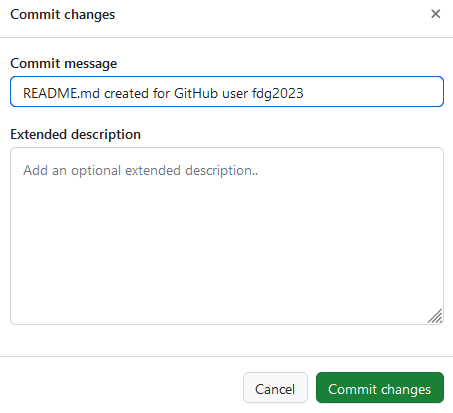 Commit changes
Commit message
README.md created for GitHub user fdg2023
Extended description
Add an optional extended description..
Cancel
Commit changes